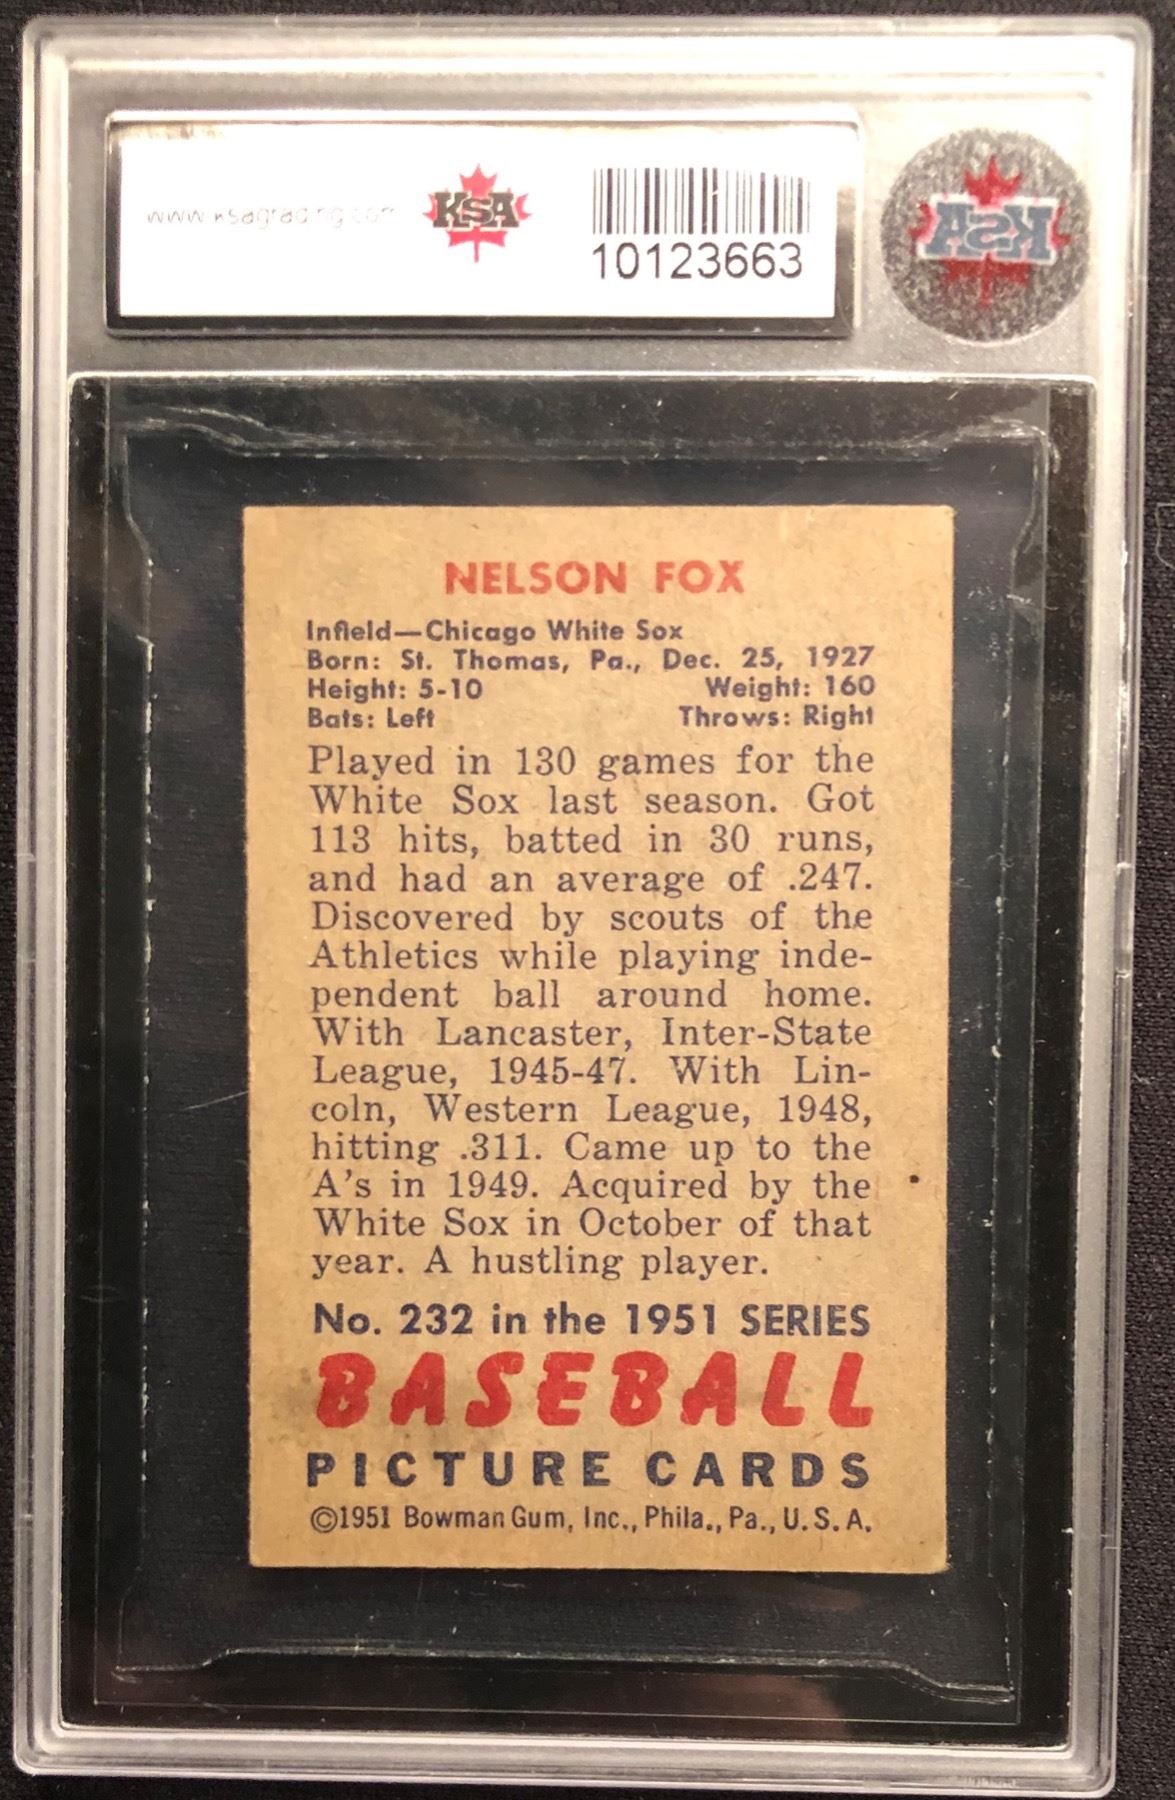 www.ksagrading.com
KSA
10123663
KSA
NELSON FOX
Infield—Chicago White Sox
Born: St. Thomas, Pa., Dec. 25, 1927
Height: 5-10 Weight: 160
Bats: Left Throws: Right
Played in 130 games for the
White Sox last season. Got
113 hits, batted in 30 runs,
and had an average of .247.
Discovered by scouts of the
Athletics while playing inde-
pendent ball around home.
With Lancaster, Inter-State
League, 1945-47. With Lin-
coln, Western League, 1948,
hitting .311. Came up to the
A's in 1949. Acquired by the
White Sox in October of that
year. A hustling player.
No. 232 in the 1951 SERIES
BASEBALL
PICTURE CARDS
©1951 Bowman Gum, Inc., Phila., Pa., U.S.A.